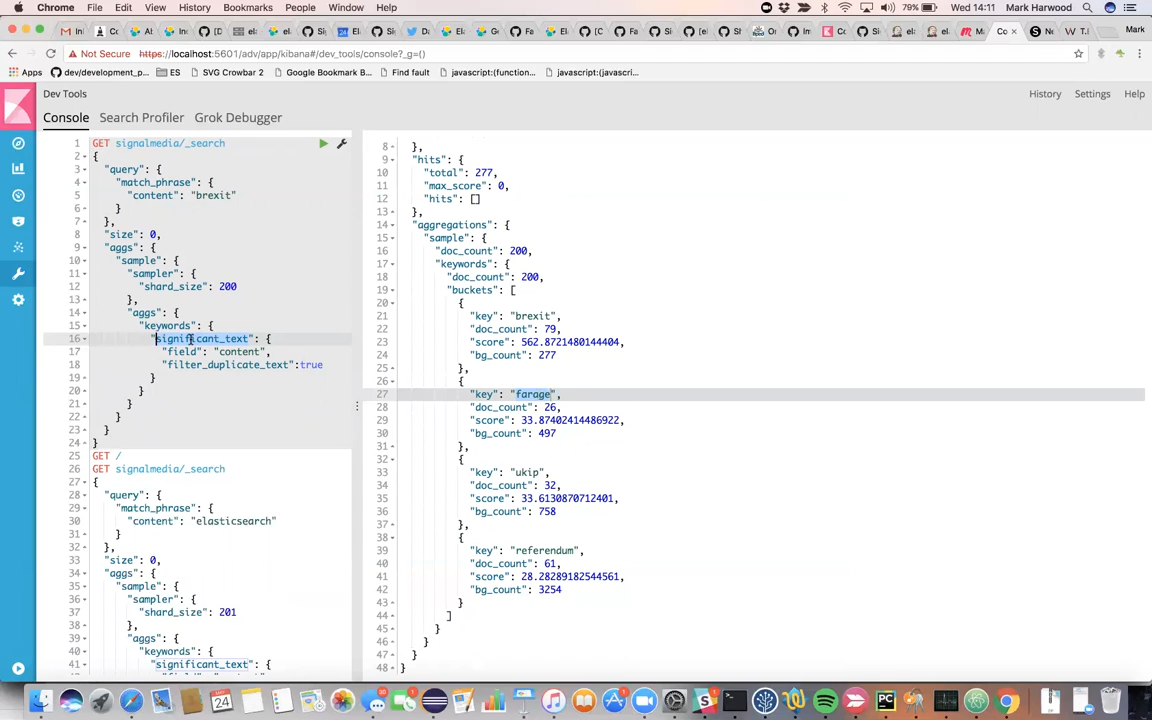 Chrome File Edit View History Bookmarks People Window Help 79% Wed 14:11 Mark Harwood
Mark
Not Secure https://localhost:5601/adv/app/kibana#/dev_tools/console?_g=()
Apps dev/development_p... ES SVG Crowbar 2 Google Bookmark B... Find fault javascript:(function... javascript:(javascri...
Dev Tools History Settings Help
Console Search Profiler Grok Debugger
1 GET signalmedia/_search
2 {
3 "query": {
4 "match_phrase": {
5 "content": "brexit"
6 }
7 },
8 "size": 0,
9 "aggs": {
10 "sample": {
11 "sampler": {
12 "shard_size": 200
13 },
14 "aggs": {
15 "keywords": {
16 "significant_text": {
17 "field": "content",
18 "filter_duplicate_text":true
19 }
20 }
21 }
22 }
23 }
24 }
25 GET /
26 GET signalmedia/_search
27 {
28 "query": {
29 "match_phrase": {
30 "content": "elasticsearch"
31 }
32 },
33 "size": 0,
34 "aggs": {
35 "sample": {
36 "sampler": {
37 "shard_size": 201
38 },
39 "aggs": {
40 "keywords": {
41 "significant_text": {
8 },
9 "hits": {
10 "total": 277,
11 "max_score": 0,
12 "hits": []
13 },
14 "aggregations": {
15 "sample": {
16 "doc_count": 200,
17 "keywords": {
18 "doc_count": 200,
19 "buckets": [
20 {
21 "key": "brexit",
22 "doc_count": 79,
23 "score": 562.8721480144404,
24 "bg_count": 277
25 },
26 {
27 "key": "farage",
28 "doc_count": 26,
29 "score": 33.87402414486922,
30 "bg_count": 497
31 },
32 {
33 "key": "ukip",
34 "doc_count": 32,
35 "score": 33.6130870712401,
36 "bg_count": 758
37 },
38 {
39 "key": "referendum",
40 "doc_count": 61,
41 "score": 28.28289182544561,
42 "bg_count": 3254
43 }
44 ]
45 }
46 }
47 }
48 }